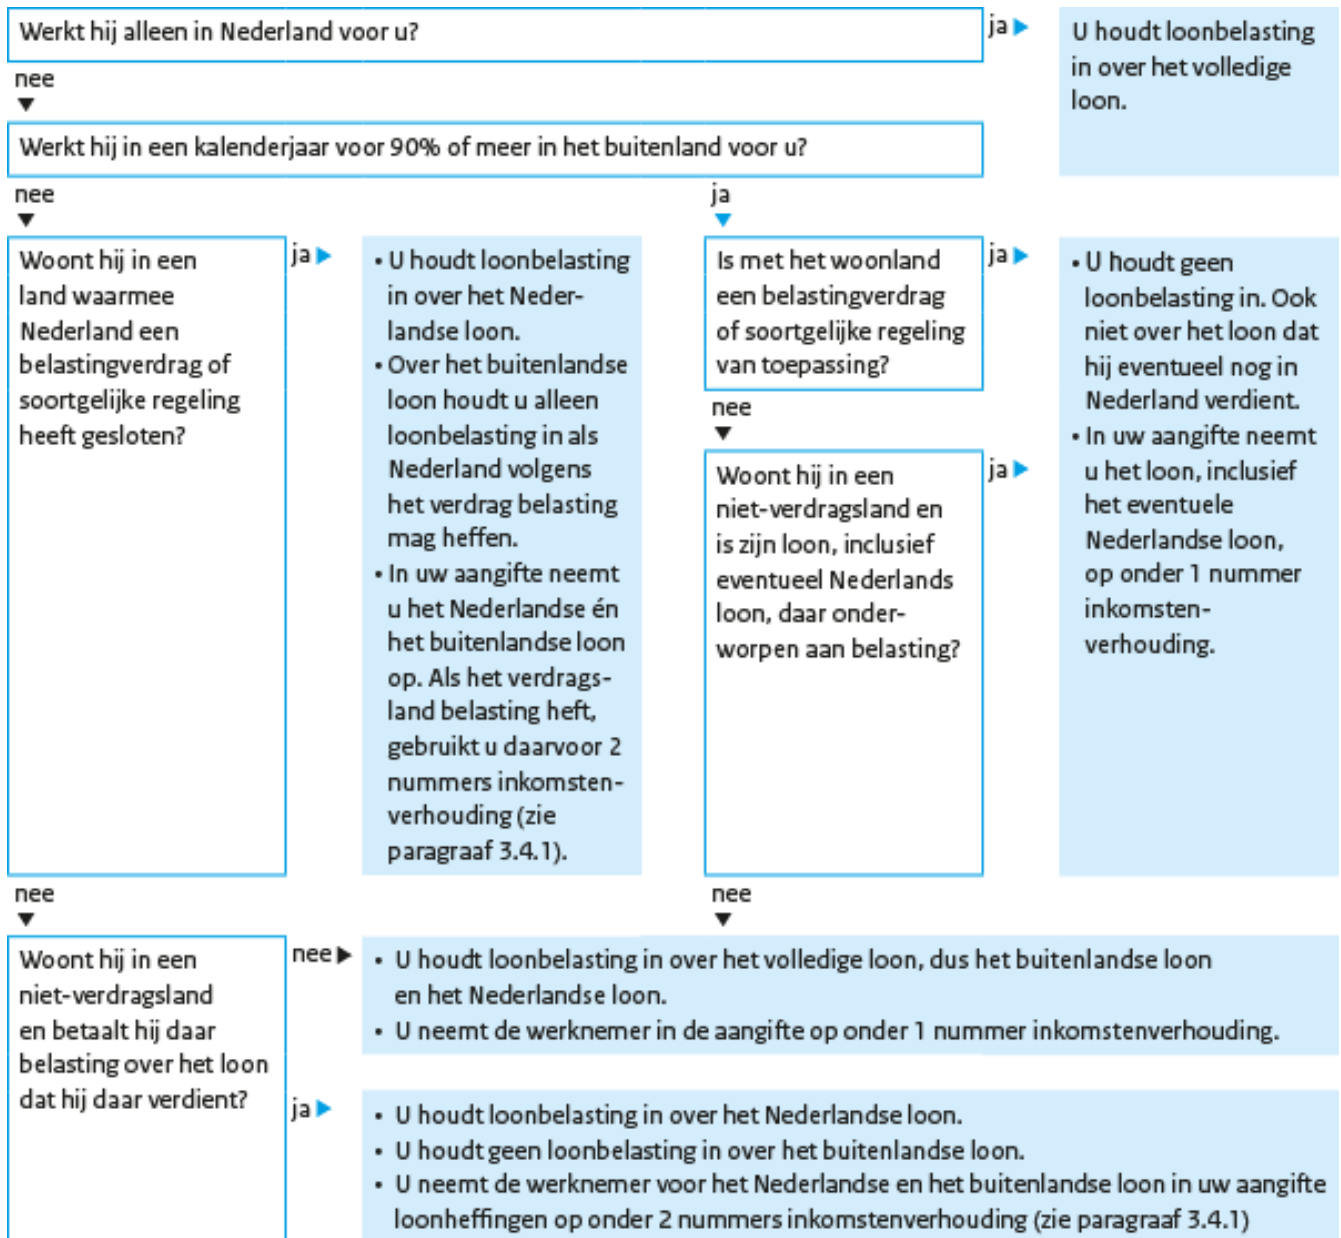 Werkt hij alleen in Nederland voor u?
ja
U houdt loonbelasting
in over het volledige
loon.
nee
Werkt hij in een kalenderjaar voor 90% of meer in het buitenland voor u?
nee
ja
Woont hij in een
land waarmee
Nederland een
belastingverdrag of
soortgelijke regeling
heeft gesloten?
ja
• U houdt loonbelasting
in over het Neder-
landse loon.
• Over het buitenlandse
loon houdt u alleen
loonbelasting in als
Nederland volgens
het verdrag belasting
mag heffen.
• In uw aangifte neemt
u het Nederlandse én
het buitenlandse loon
op. Als het verdrags-
land belasting heft,
gebruikt u daarvoor 2
nummers inkomsten-
verhouding (zie
paragraaf 3.4.1).
Is met het woonland
een belastingverdrag
of soortgelijke regeling
van toepassing?
ja
nee
Woont hij in een
niet-verdragsland en
is zijn loon, inclusief
eventueel Nederlands
loon, daar onder-
worpen aan belasting?
ja
• U houdt geen
loonbelasting in. Ook
niet over het loon dat
hij eventueel nog in
Nederland verdient.
• In uw aangifte neemt
u het loon, inclusief
het eventuele
Nederlandse loon,
op onder 1 nummer
inkomsten-
verhouding.
nee
nee
Woont hij in een
niet-verdragsland
en betaalt hij daar
belasting over het loon
dat hij daar verdient?
nee
• U houdt loonbelasting in over het volledige loon, dus het buitenlandse loon
en het Nederlandse loon.
• U neemt de werknemer in de aangifte op onder 1 nummer inkomstenverhouding.
ja
• U houdt loonbelasting in over het Nederlandse loon.
• U houdt geen loonbelasting in over het buitenlandse loon.
• U neemt de werknemer voor het Nederlandse en het buitenlandse loon in uw aangifte
loonheffingen op onder 2 nummers inkomstenverhouding (zie paragraaf 3.4.1)